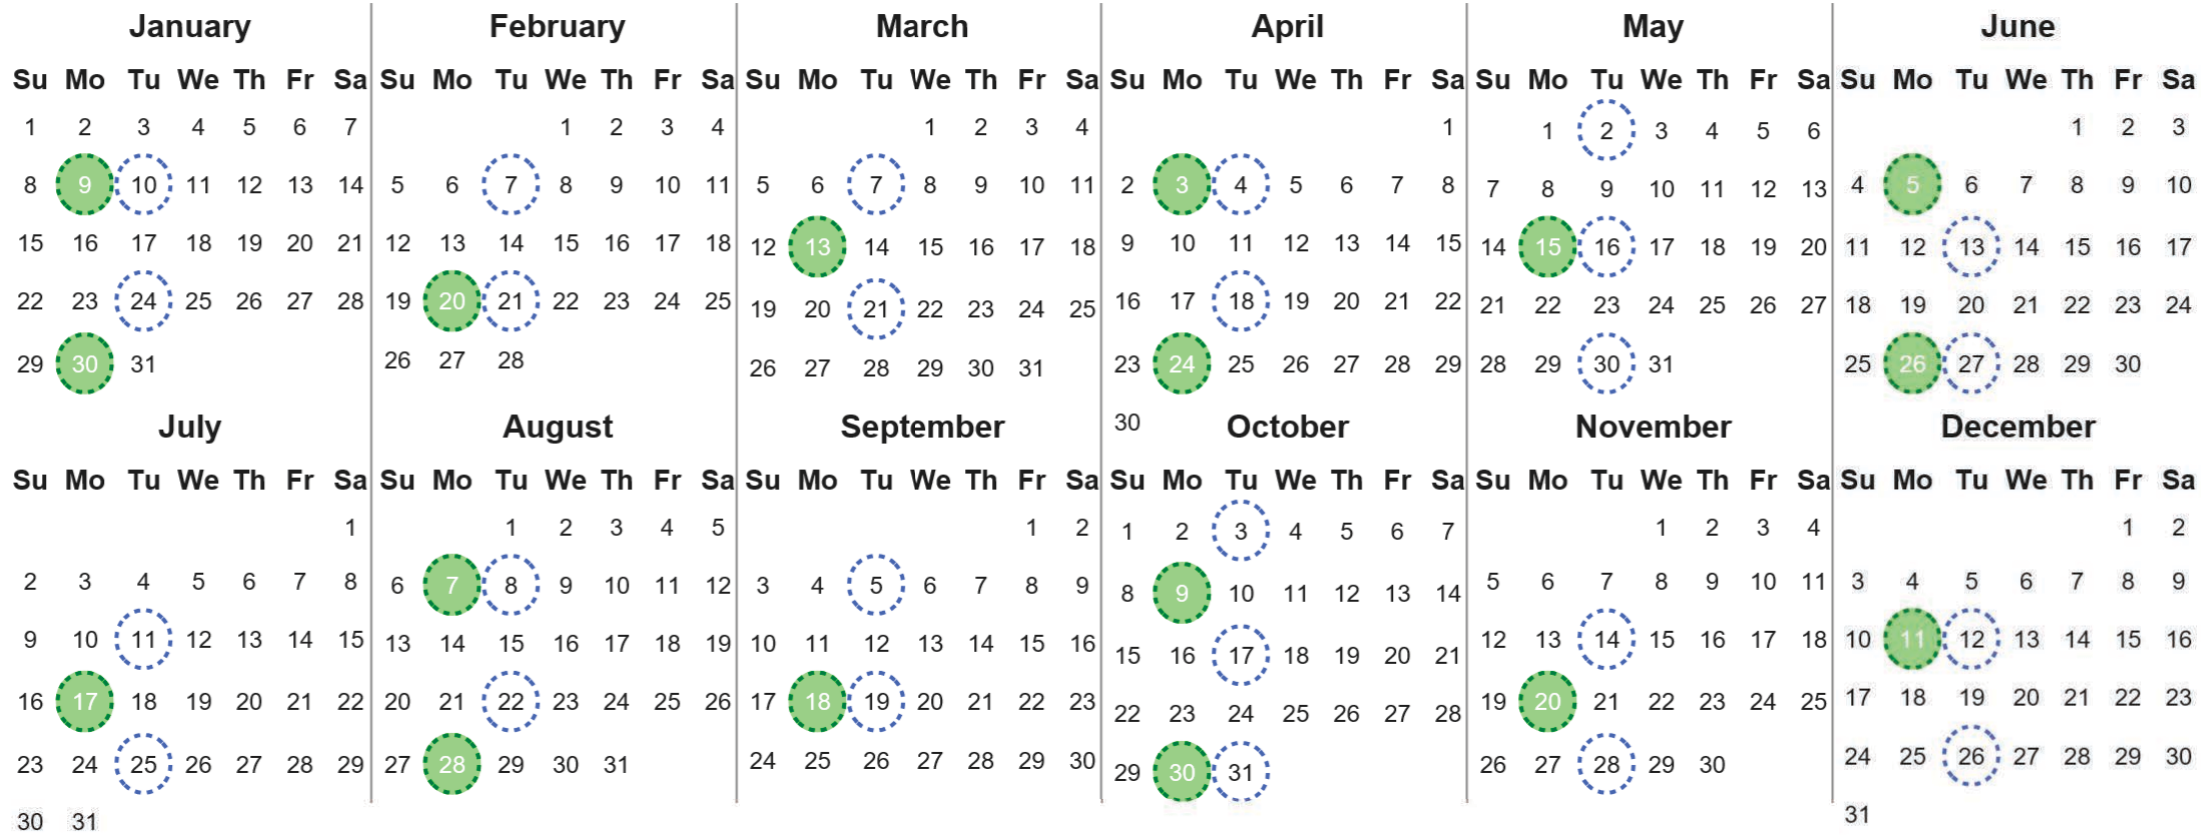 January February March April May June
Su Mo Tu We Th Fr Sa Su Mo Tu We Th Fr Sa Su Mo Tu We Th Fr Sa Su Mo Tu We Th Fr Sa Su Mo Tu We Th Fr Sa Su Mo Tu We Th Fr Sa
1 2 3 4 5 6 7 1 2 3 4 1 2 3 4 1 1 2 3 4 5 6 1 2 3
8 9 10 11 12 13 14 5 6 7 8 9 10 11 5 6 7 8 9 10 11 2 3 4 5 6 7 8 7 8 9 10 11 12 13 4 5 6 7 8 9 10
15 16 17 18 19 20 21 12 13 14 15 16 17 18 12 13 14 15 16 17 18 9 10 11 12 13 14 15 14 15 16 17 18 19 20 11 12 13 14 15 16 17
22 23 24 25 26 27 28 19 20 21 22 23 24 25 19 20 21 22 23 24 25 16 17 18 19 20 21 22 21 22 23 24 25 26 27 18 19 20 21 22 23 24
29 30 31 26 27 28 26 27 28 29 30 31 23 24 25 26 27 28 29 28 29 30 31 25 26 27 28 29 30
30
July August September October November December
Su Mo Tu We Th Fr Sa Su Mo Tu We Th Fr Sa Su Mo Tu We Th Fr Sa Su Mo Tu We Th Fr Sa Su Mo Tu We Th Fr Sa Su Mo Tu We Th Fr Sa
1 1 2 3 4 5 1 2 1 2 3 4 5 6 7 1 2 3 4 1 2
2 3 4 5 6 7 8 6 7 8 9 10 11 12 3 4 5 6 7 8 9 8 9 10 11 12 13 14 5 6 7 8 9 10 11 3 4 5 6 7 8 9
9 10 11 12 13 14 15 13 14 15 16 17 18 19 10 11 12 13 14 15 16 15 16 17 18 19 20 21 12 13 14 15 16 17 18 10 11 12 13 14 15 16
16 17 18 19 20 21 22 20 21 22 23 24 25 26 17 18 19 20 21 22 23 22 23 24 25 26 27 28 19 20 21 22 23 24 25 17 18 19 20 21 22 23
23 24 25 26 27 28 29 27 28 29 30 31 24 25 26 27 28 29 30 29 30 31 26 27 28 29 30 24 25 26 27 28 29 30
30 31 31